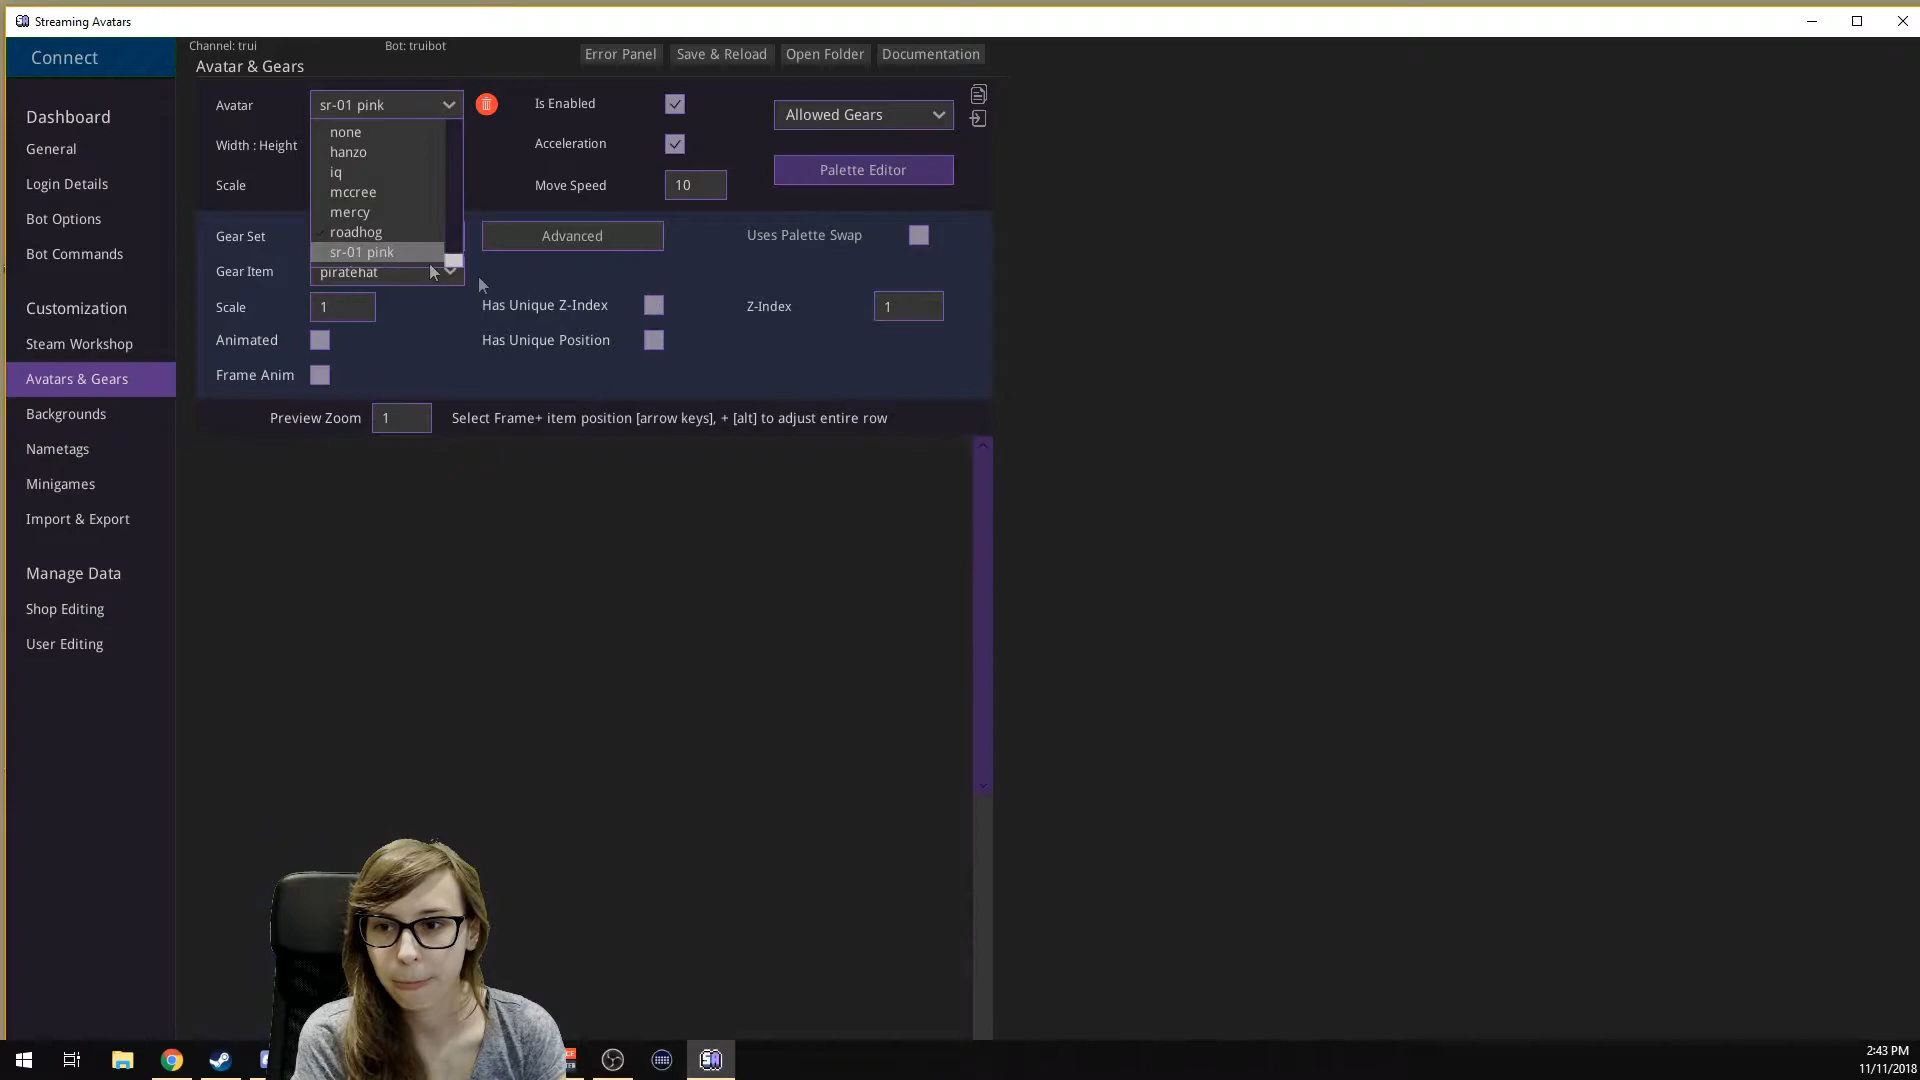 Streaming Avatars
Connect
Channel: trui
Bot: truibot
Error Panel
Save & Reload
Open Folder
Documentation
Avatar & Gears
Dashboard
General
Login Details
Bot Options
Bot Commands
Customization
Steam Workshop
Avatars & Gears
Backgrounds
Nametags
Minigames
Import & Export
Manage Data
Shop Editing
User Editing
Avatar
sr-01 pink
Is Enabled
Allowed Gears
none
hanzo
iq
mccree
mercy
roadhog
sr-01 pink
Width : Height
Acceleration
Scale
Move Speed
10
Palette Editor
Gear Set
Advanced
Uses Palette Swap
Gear Item
piratehat
Scale
1
Has Unique Z-Index
Z-Index
1
Animated
Has Unique Position
Frame Anim
Preview Zoom
1
Select Frame+ item position [arrow keys], + [alt] to adjust entire row
SA
2:43 PM
11/11/2018